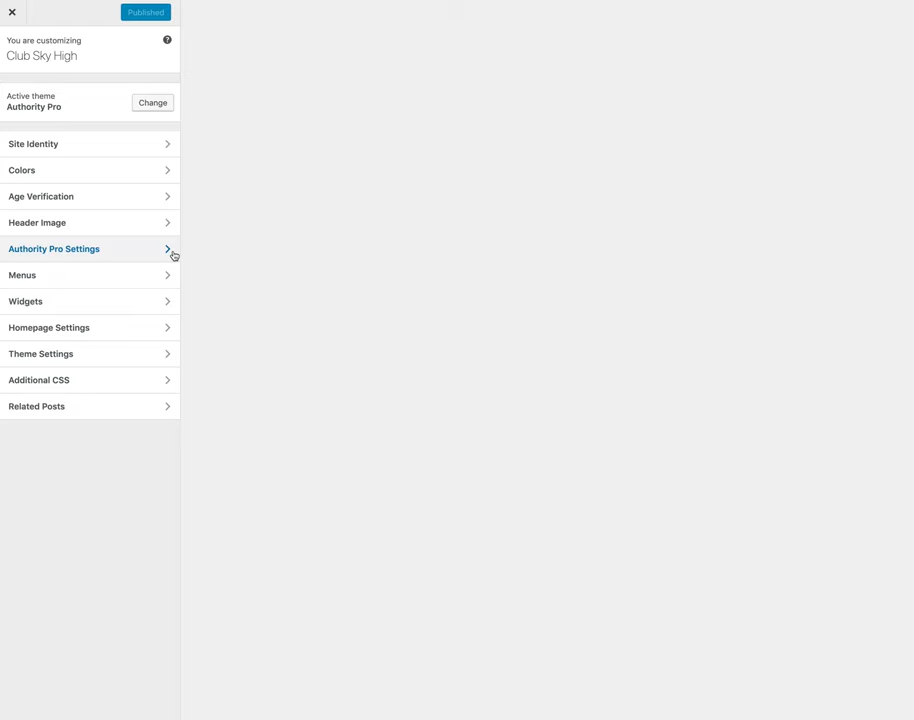 Published
You are customizing
Club Sky High
Active theme
Authority Pro
Change
Site Identity
Colors
Age Verification
Header Image
Authority Pro Settings
Menus
Widgets
Homepage Settings
Theme Settings
Additional CSS
Related Posts